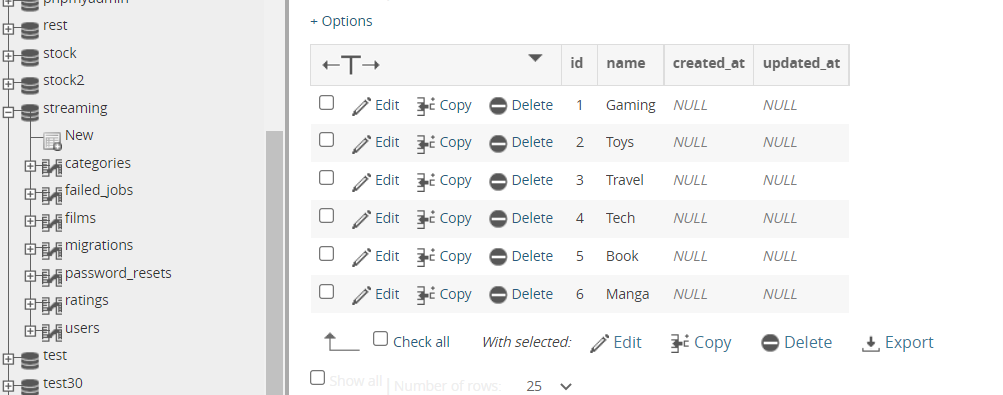 phpmyadmin
rest
stock
stock2
streaming
New
categories
failed_jobs
films
migrations
password_resets
ratings
users
test
test30
+ Options
id name created_at updated_at
Edit Copy Delete 1 Gaming NULL NULL
Edit Copy Delete 2 Toys NULL NULL
Edit Copy Delete 3 Travel NULL NULL
Edit Copy Delete 4 Tech NULL NULL
Edit Copy Delete 5 Book NULL NULL
Edit Copy Delete 6 Manga NULL NULL
Check all With selected: Edit Copy Delete Export
Show all | Number of rows: 25